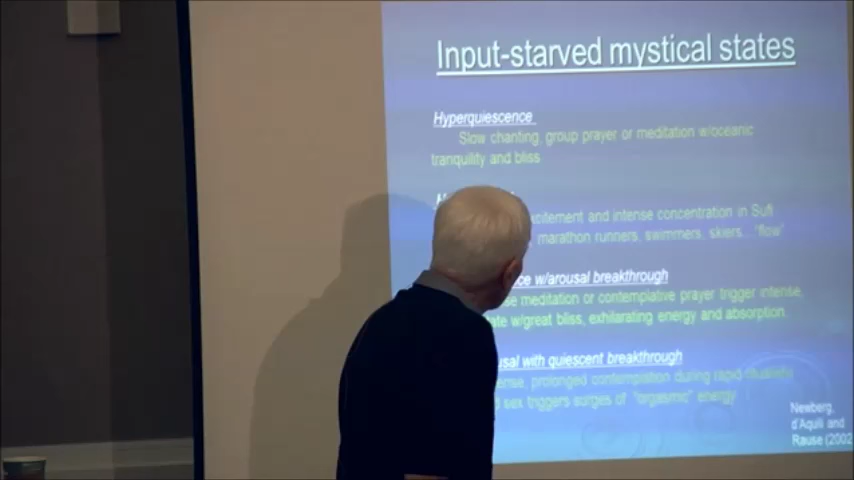 Input-starved mystical states
Hyperquiescence
Slow chanting, group prayer or meditation w/oceanic
tranquility and bliss
citement and intense concentration in Sufi
marathon runners, swimmers, skiers... "flow"
ce w/arousal breakthrough
se meditation or contemplative prayer trigger intense,
ate w/great bliss, exhilarating energy and absorption
usal with quiescent breakthrough
ense, prolonged contemplation during rapid
sex triggers surges of "orgasmic" energy
Newberg,
d'Aquili and
Rause (2002